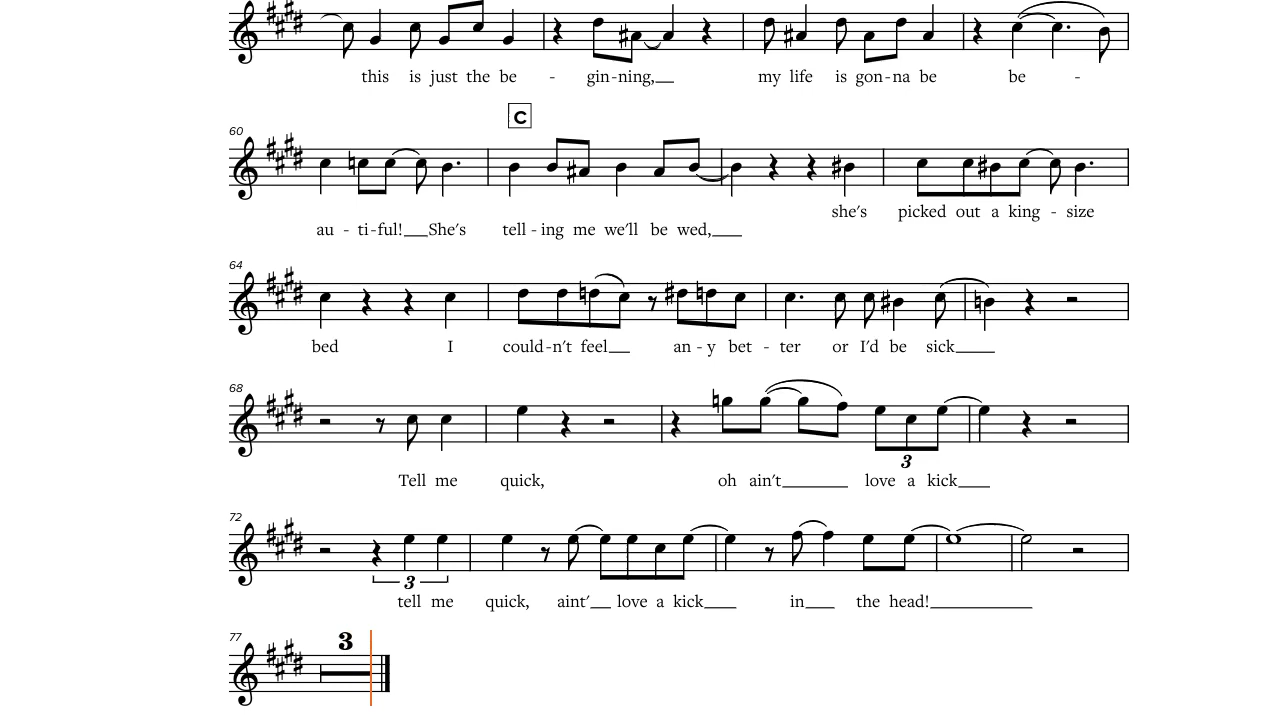 this is just the be - gin-ning, my life is gon-na be be -
C
60
she's picked out a king - size
au - ti-ful! She's tell - ing me we'll be wed,
64
bed I could-n't feel an - y bet - ter or I'd be sick
68
3
Tell me quick, oh ain't love a kick
72
3
tell me quick, aint' love a kick in the head!
77
3